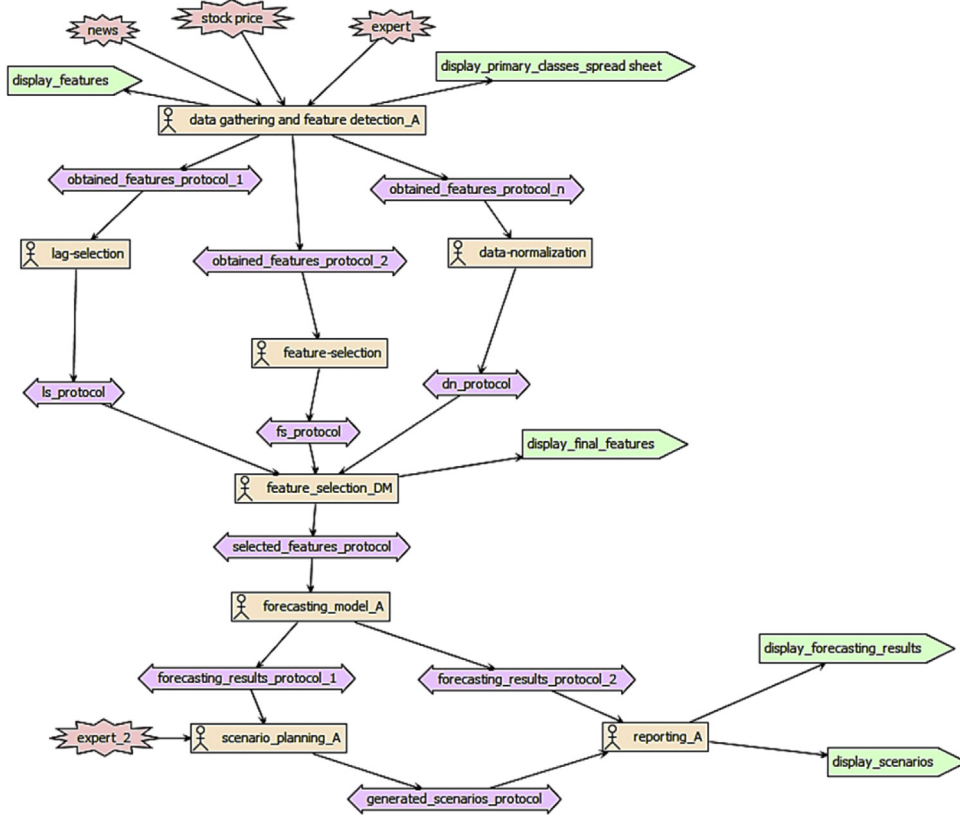 news
stock price
expert
display_features
display_primary_classes_spread sheet
data gathering and feature detection_A
obtained_features_protocol_1
obtained_features_protocol_n
lag-selection
obtained_features_protocol_2
data-normalization
feature-selection
ls_protocol
dn_protocol
fs_protocol
display_final_features
feature_selection_DM
selected_features_protocol
forecasting_model_A
display_forecasting_results
forecasting_results_protocol_1
forecasting_results_protocol_2
expert_2
scenario_planning_A
reporting_A
display_scenarios
generated_scenarios_protocol